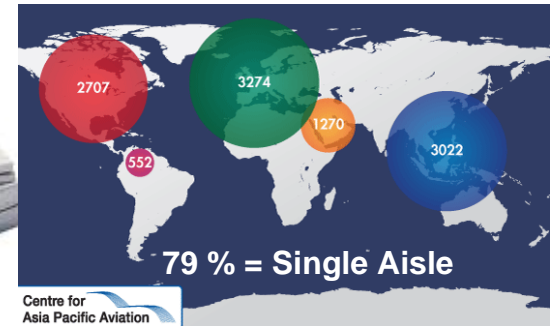 2707
3274
1270
552
3022
79 % = Single Aisle
Centre for
Asia Pacific Aviation